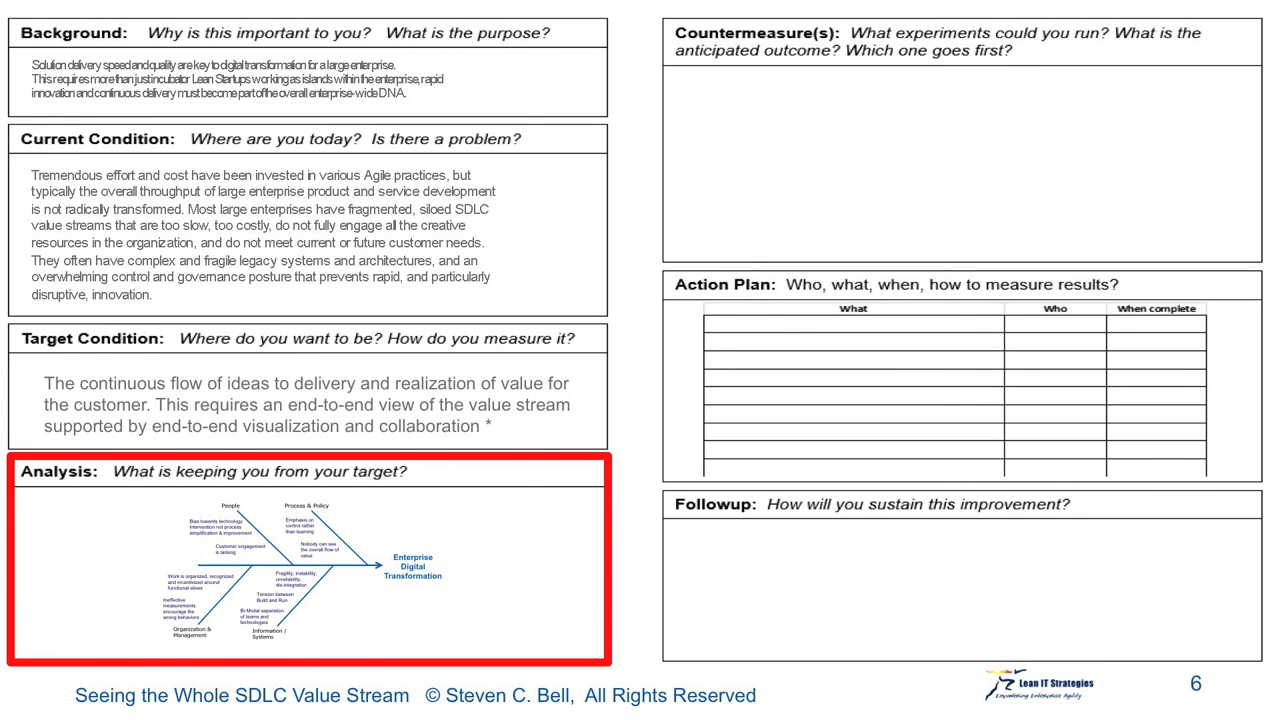 Background: Why is this important to you? What is the purpose?
Solution delivery speed and quality are key to digital transformation for a large enterprise.
This requires more than just incubator Lean Startups working as islands within the enterprise, rapid
innovation and continuous delivery must become part of the overall enterprise-wide DNA.
Current Condition: Where are you today? Is there a problem?
Tremendous effort and cost have been invested in various Agile practices, but
typically the overall throughput of large enterprise product and service development
is not radically transformed. Most large enterprises have fragmented, siloed SDLC
value streams that are too slow, too costly, do not fully engage all the creative
resources in the organization, and do not meet current or future customer needs.
They often have complex and fragile legacy systems and architectures, and an
overwhelming control and governance posture that prevents rapid, and particularly
disruptive, innovation.
Target Condition: Where do you want to be? How do you measure it?
The continuous flow of ideas to delivery and realization of value for
the customer. This requires an end-to-end view of the value stream
supported by end-to-end visualization and collaboration *
Analysis: What is keeping you from your target?
People
Process & Policy
Bias towards technology
intervention not process
simplification & improvement
Emphasis on
control rather
than learning
Customer engagement
is lacking
Nobody can see
the overall flow of
value
Enterprise
Digital
Transformation
Work is organized, recognized
and incentivized around
functional siloes
Fragility, instability,
unreliability,
dis-integration
Tension between
Build and Run
Ineffective
measurements
encourage the
wrong behaviors
Bi-Modal separation
of teams and
technologies
Organization &
Management
Information /
Systems
Countermeasure(s): What experiments could you run? What is the
anticipated outcome? Which one goes first?
Action Plan: Who, what, when, how to measure results?
What Who When complete
Followup: How will you sustain this improvement?
Seeing the Whole SDLC Value Stream © Steven C. Bell, All Rights Reserved
Lean IT Strategies
Empowering Enterprise Agility
6